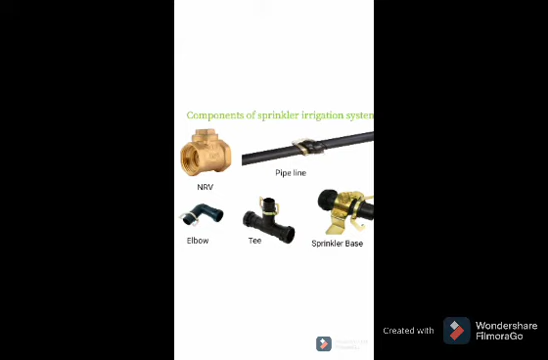 Components of sprinkler irrigation system
NRV
Pipe line
Elbow
Tee
Sprinkler Base
Created with
Wondershare
FilmoraGo